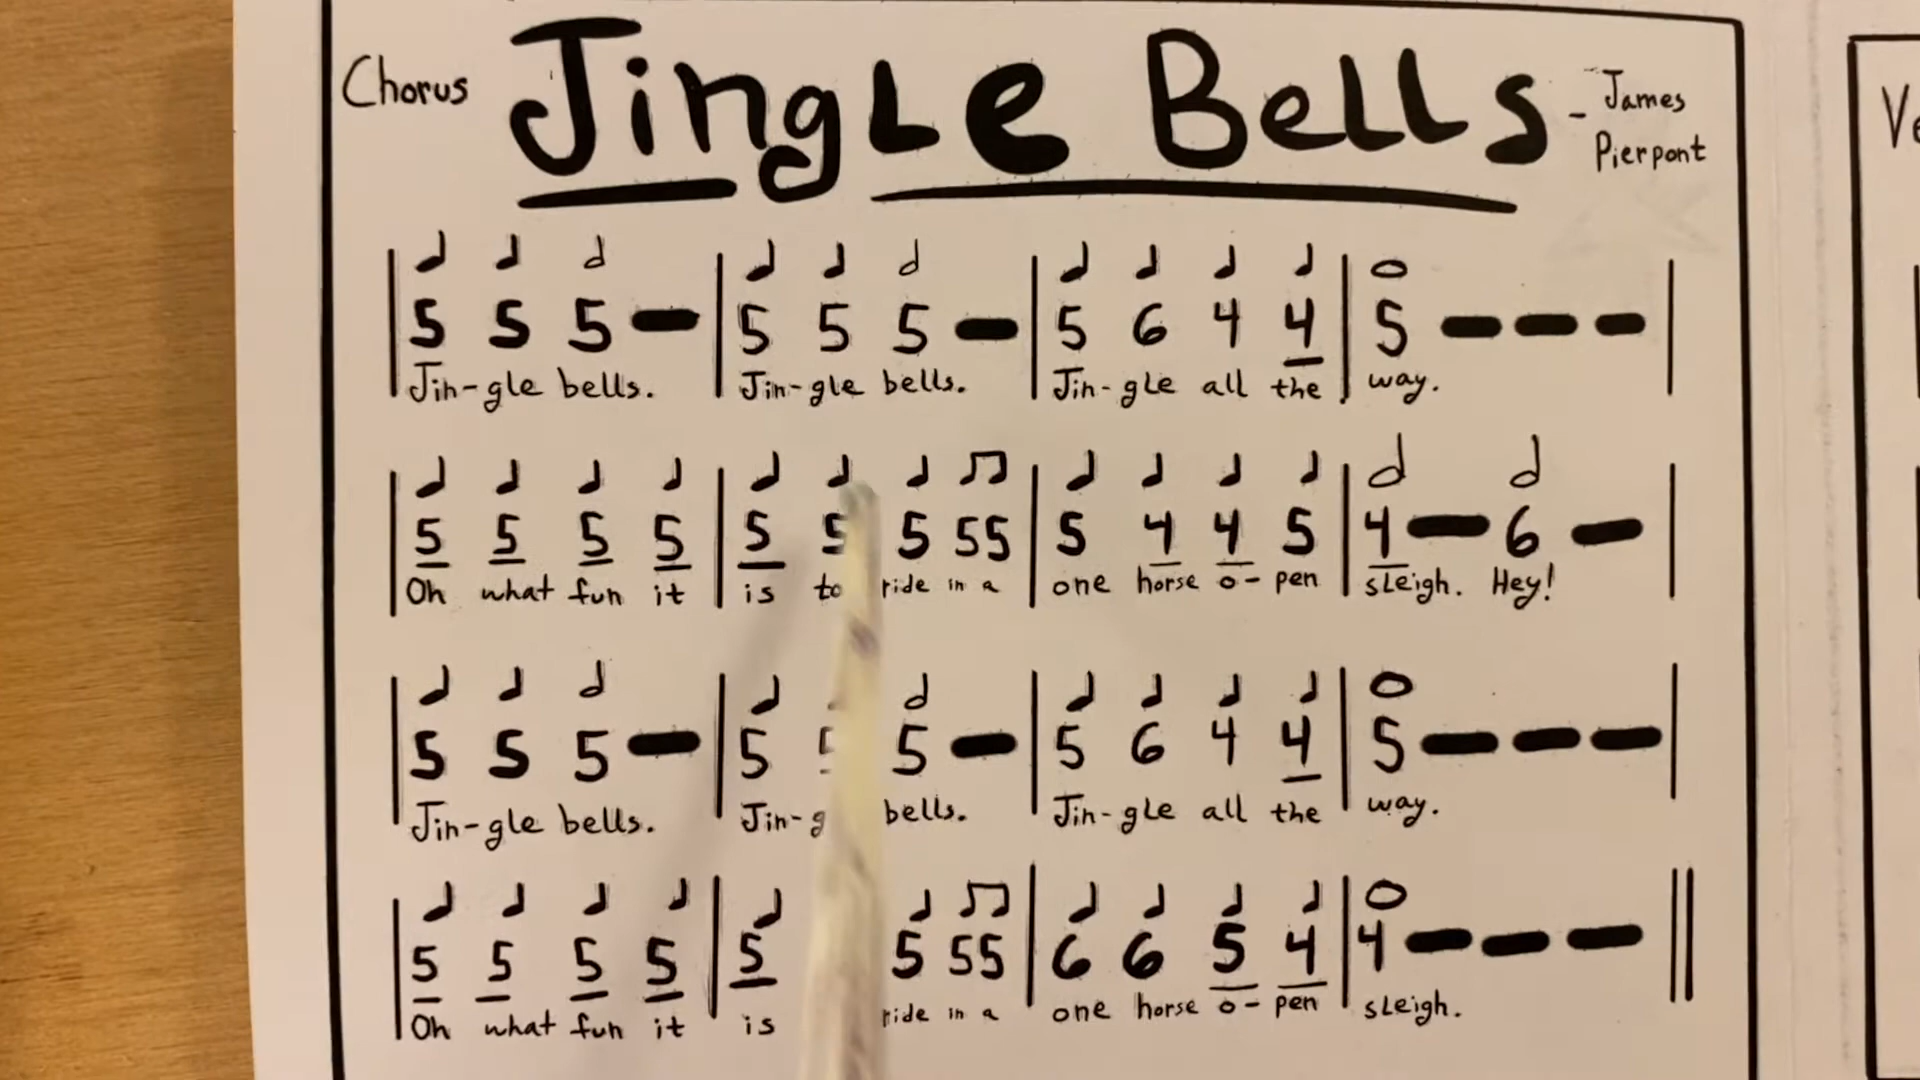 Chorus Jingle Bells - James Pierpont
5 5 5 - 5 5 5 - 5 6 4 4 5 - - -
Jin-gle bells. Jin-gle bells. Jin-gle all the way.
5 5 5 5 5 5 5 55 5 4 4 5 4 - 6 -
Oh what fun it is to ride in a one horse o-pen sleigh. Hey!
5 5 5 - 5 5 - 5 6 4 4 5 - - -
Jin-gle bells. Jin-g bells. Jin-gle all the way.
5 5 5 5 5 5 55 6 6 5 4 4 - - -
Oh what fun it is ride in a one horse o-pen sleigh.